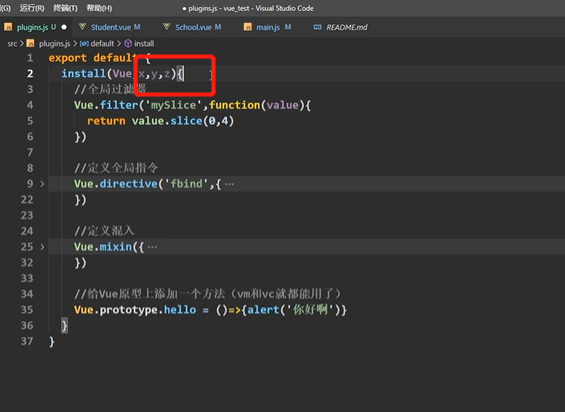 (G) 运行(R) 终端(T) 帮助(H) ● plugins.js - vue_test - Visual Studio Code
plugins.js U ● Student.vue M School.vue M main.js M README.md
src > plugins.js > default > install
1 export default {
2 install(Vue,x,y,z){
3 //全局过滤器
4 Vue.filter('mySlice',function(value){
5 return value.slice(0,4)
6 })
7
8 //定义全局指令
9 > Vue.directive('fbind',{ ⋯
22 })
23
24 //定义混入
25 > Vue.mixin({ ⋯
32 })
33
34 //给Vue原型上添加一个方法（vm和vc就都能用了）
35 Vue.prototype.hello = ()=>{alert('你好啊')}
36 }
37 }